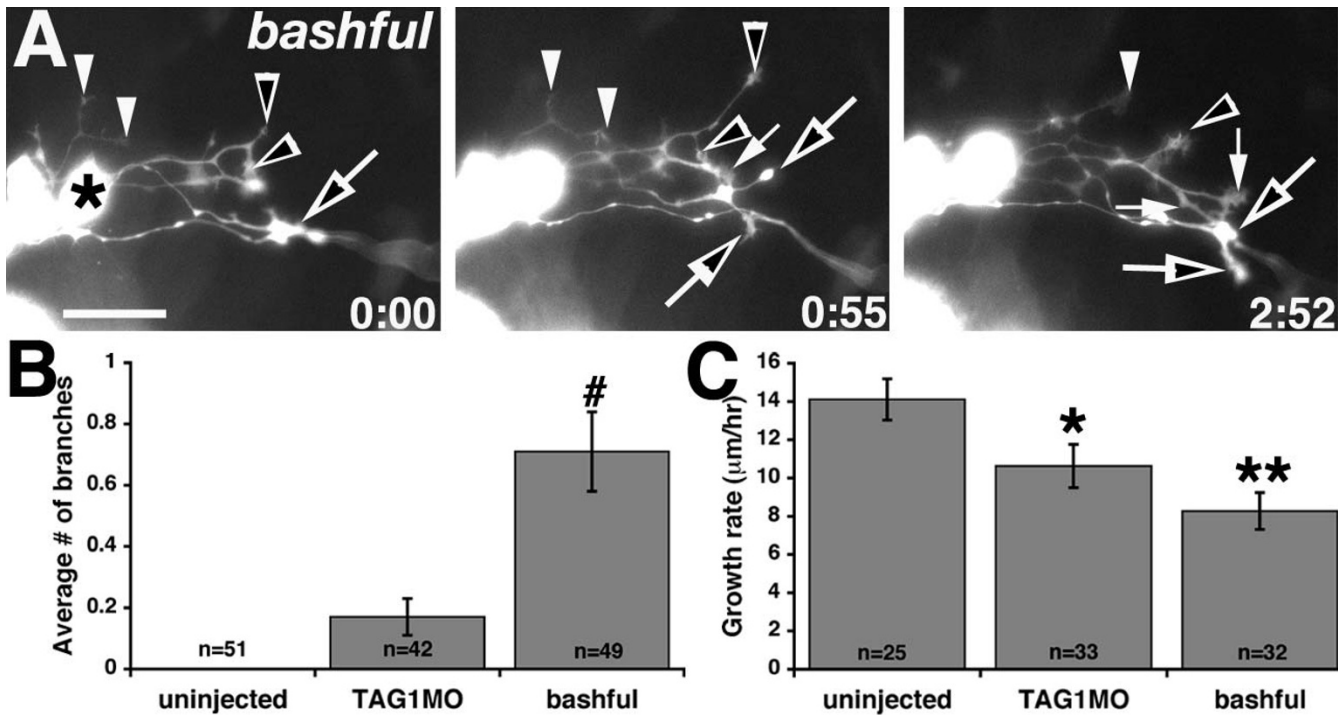 A
bashful
*
0:00
0:55
2:52
B
Average # of branches
1
0.8
0.6
0.4
0.2
0
#
n=51
n=42
n=49
uninjected
TAG1MO
bashful
C
Growth rate (μm/hr)
16
14
12
10
8
6
4
2
0
*
**
n=25
n=33
n=32
uninjected
TAG1MO
bashful